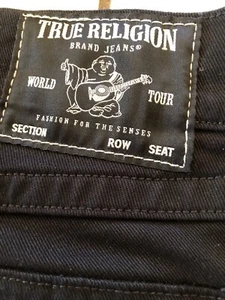 TRUE RELIGION
BRAND JEANS®
WORLD TOUR
FASHION FOR THE SENSES
SECTION ROW SEAT